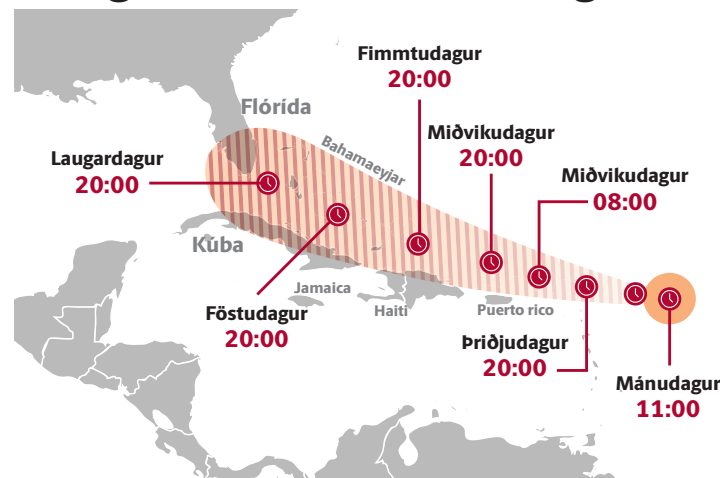 Fimmtudagur
20:00
Flórída
Miðvikudagur
20:00
Bahamaeyjar
Laugardagur
20:00
Miðvikudagur
08:00
Kúba
Jamaica
Haiti
Puerto rico
Föstudagur
20:00
Þriðjudagur
20:00
Mánudagur
11:00